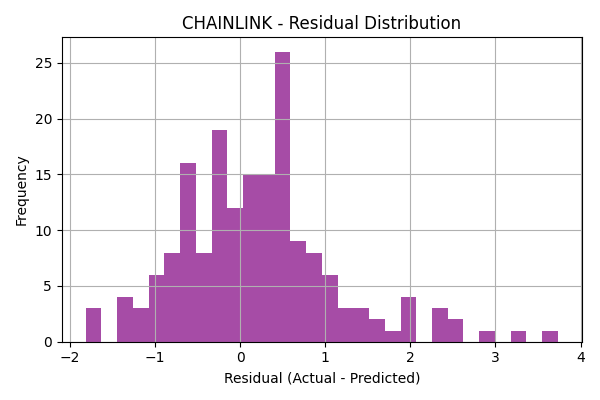 CHAINLINK - Residual Distribution
Frequency
25
20
15
10
5
0
−2 −1 0 1 2 3 4
Residual (Actual - Predicted)